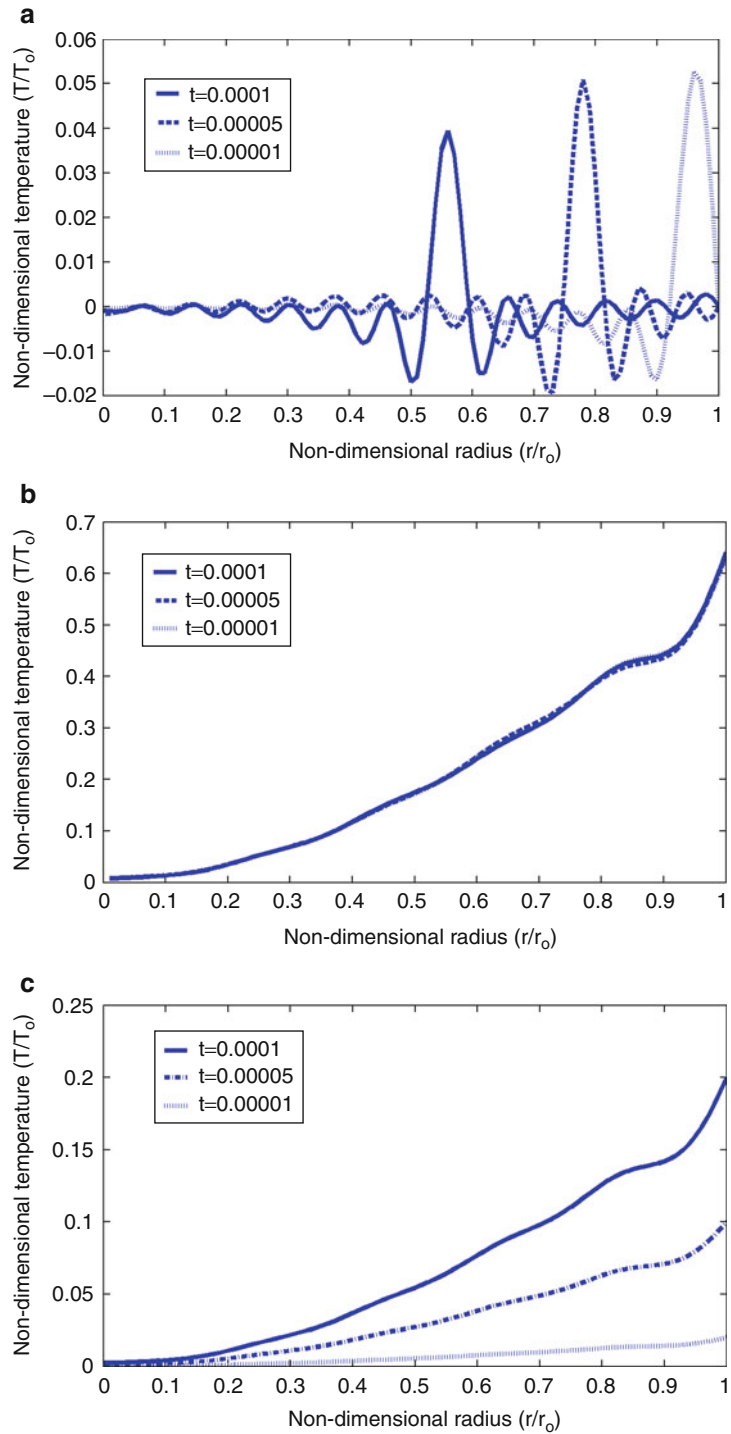 a
Non-dimensional temperature (T/Tₒ)
0.06
0.05
0.04
0.03
0.02
0.01
0
−0.01
−0.02
t=0.0001
t=0.00005
t=0.00001
0 0.1 0.2 0.3 0.4 0.5 0.6 0.7 0.8 0.9 1
Non-dimensional radius (r/rₒ)
b
Non-dimensional temperature (T/Tₒ)
0.7
0.6
0.5
0.4
0.3
0.2
0.1
0
t=0.0001
t=0.00005
t=0.00001
0 0.1 0.2 0.3 0.4 0.5 0.6 0.7 0.8 0.9 1
Non-dimensional radius (r/rₒ)
c
Non-dimensional temperature (T/Tₒ)
0.25
0.2
0.15
0.1
0.05
0
t=0.0001
t=0.00005
t=0.00001
0 0.1 0.2 0.3 0.4 0.5 0.6 0.7 0.8 0.9 1
Non-dimensional radius (r/rₒ)